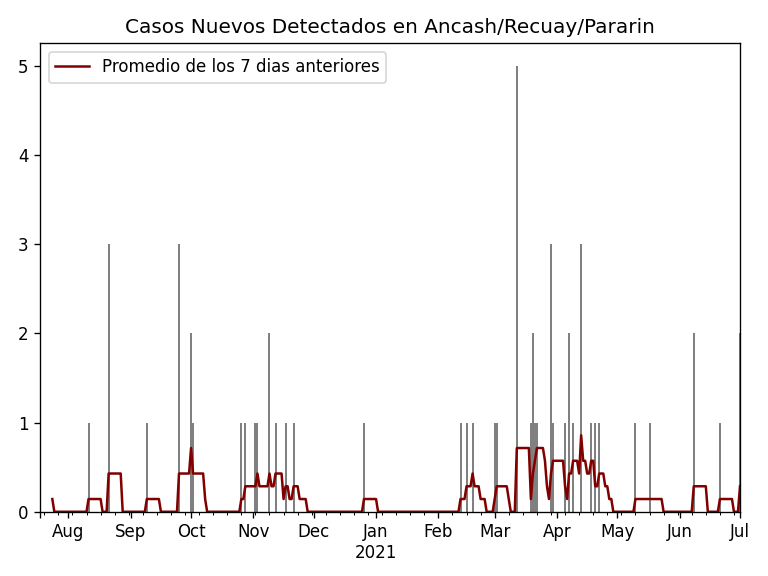 Casos Nuevos Detectados en Ancash/Recuay/Pararin
Promedio de los 7 dias anteriores
5
4
3
2
1
0
Aug Sep Oct Nov Dec Jan Feb Mar Apr May Jun Jul
2021